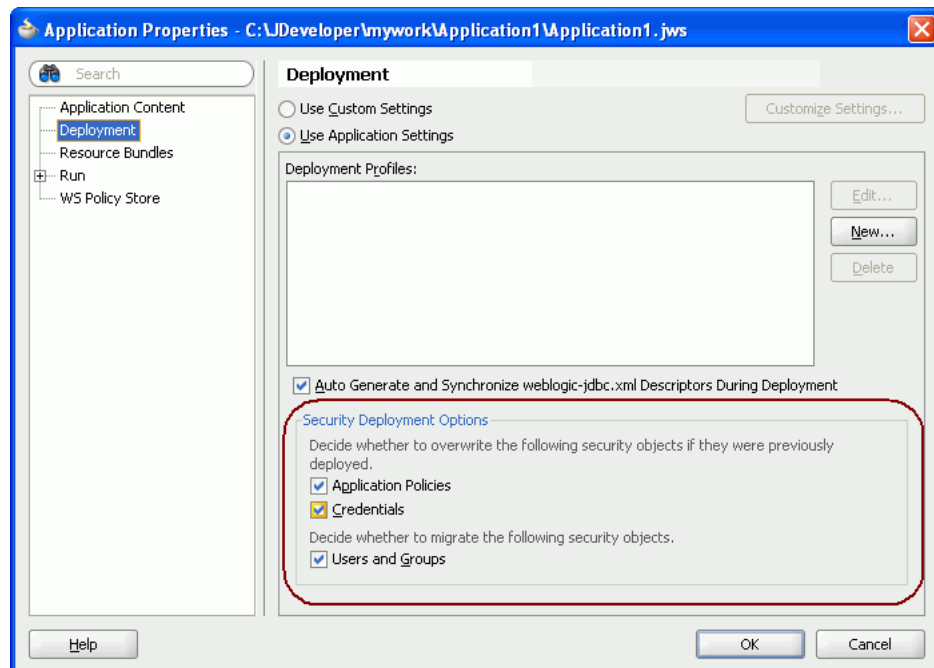 Application Properties - C:\JDeveloper\mywork\Application1\Application1.jws
Search
Application Content
Deployment
Resource Bundles
Run
WS Policy Store
Deployment
Use Custom Settings
Customize Settings...
Use Application Settings
Deployment Profiles:
Edit...
New...
Delete
Auto Generate and Synchronize weblogic-jdbc.xml Descriptors During Deployment
Security Deployment Options
Decide whether to overwrite the following security objects if they were previously
deployed.
Application Policies
Credentials
Decide whether to migrate the following security objects.
Users and Groups
Help
OK
Cancel